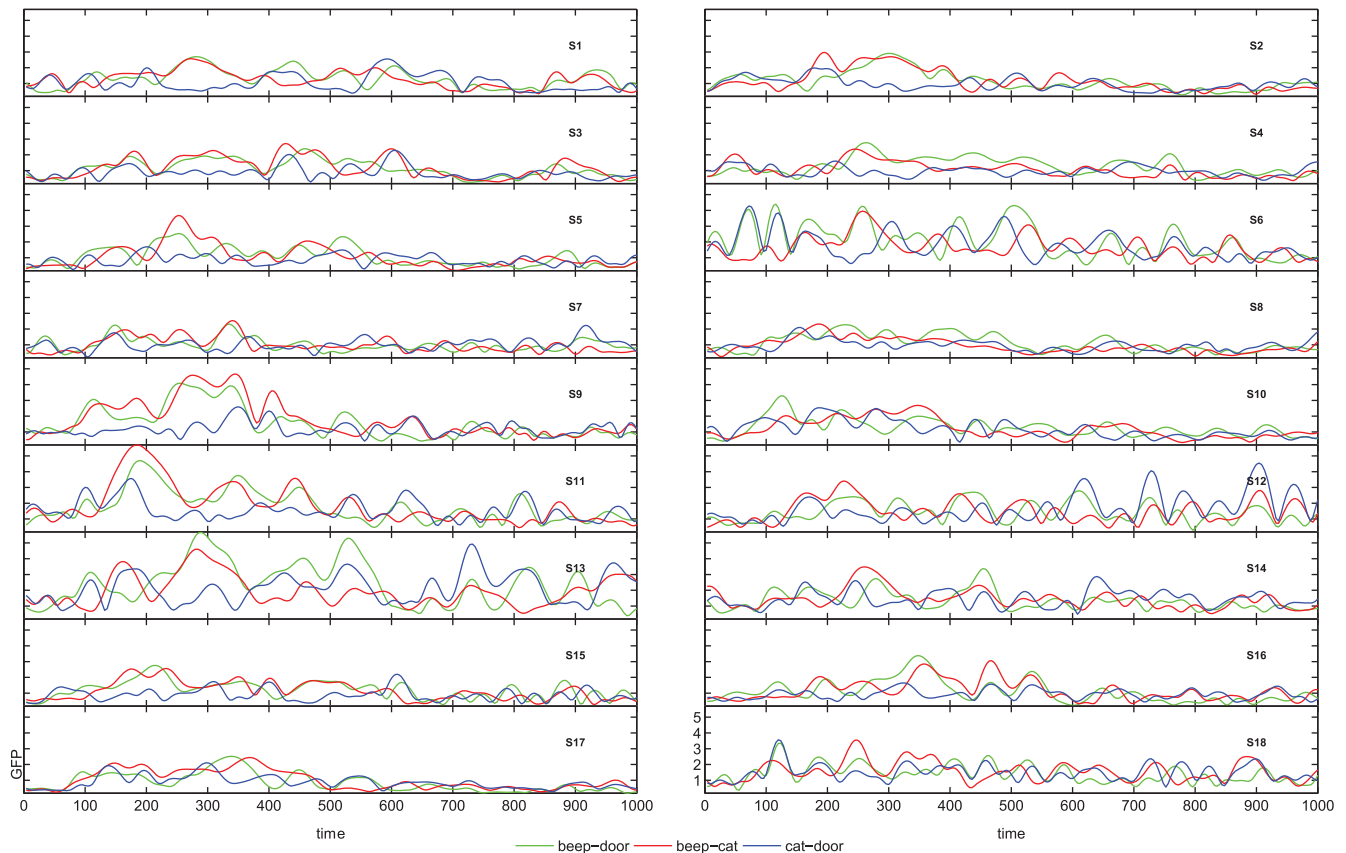 S1 S2
S3 S4
S5 S6
S7 S8
S9 S10
S11 S12
S13 S14
S15 S16
S17 S18
GFP
5
4
3
2
1
0 100 200 300 400 500 600 700 800 900 1000 0 100 200 300 400 500 600 700 800 900 1000
time time
beep−door beep−cat cat−door